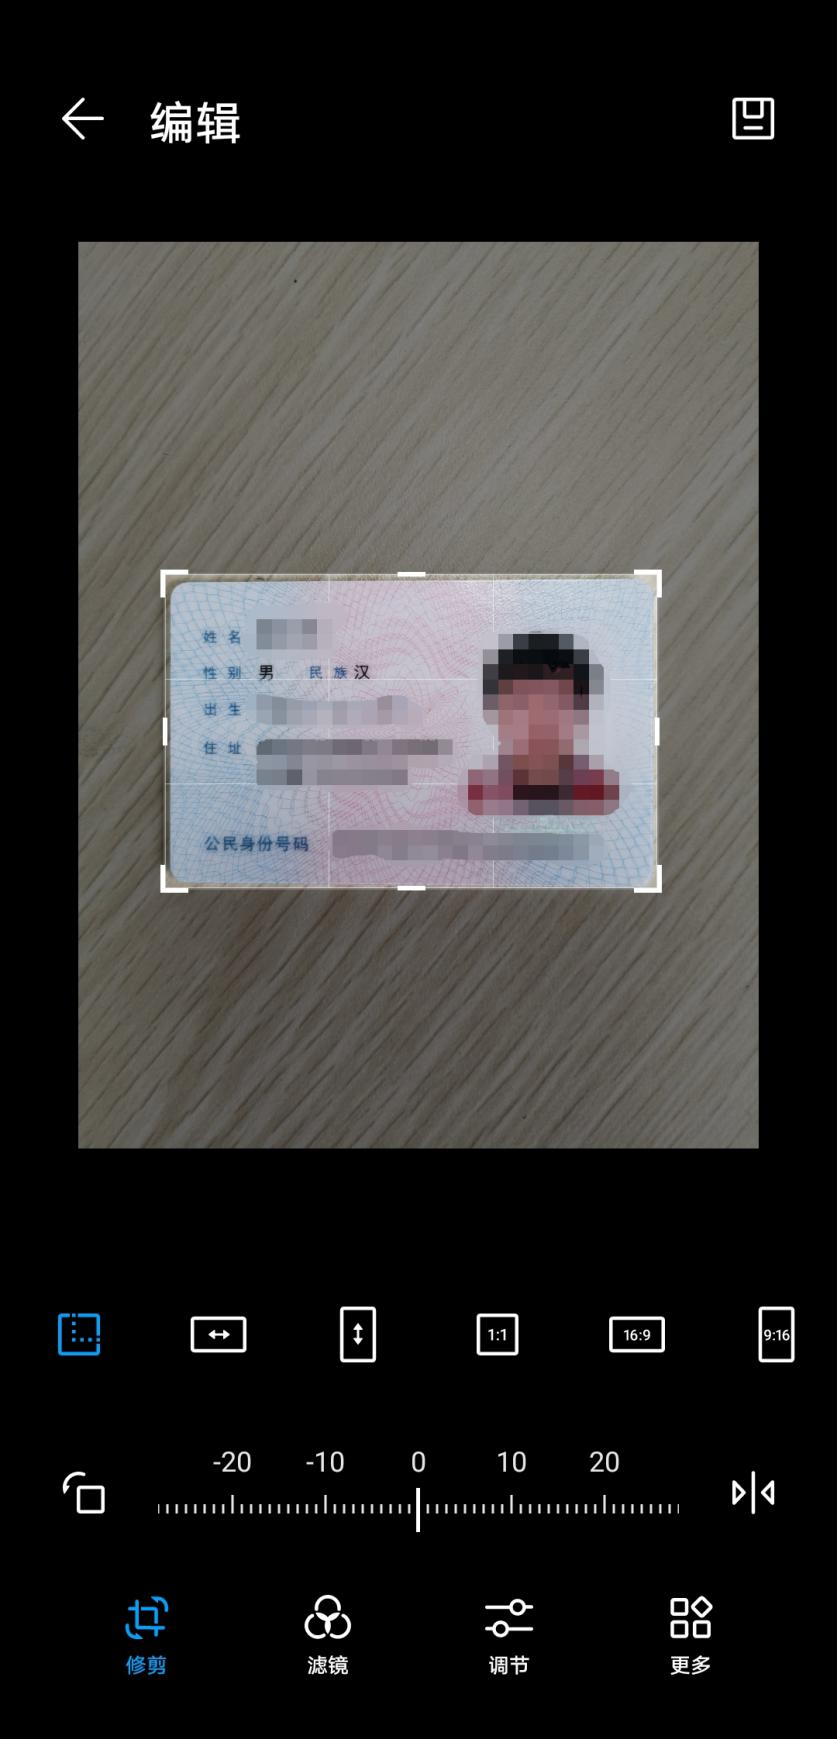 编辑
姓名
性别 男 民族 汉
出生
住址
公民身份号码
1:1 16:9 9:16
-20 -10 0 10 20
修剪 滤镜 调节 更多